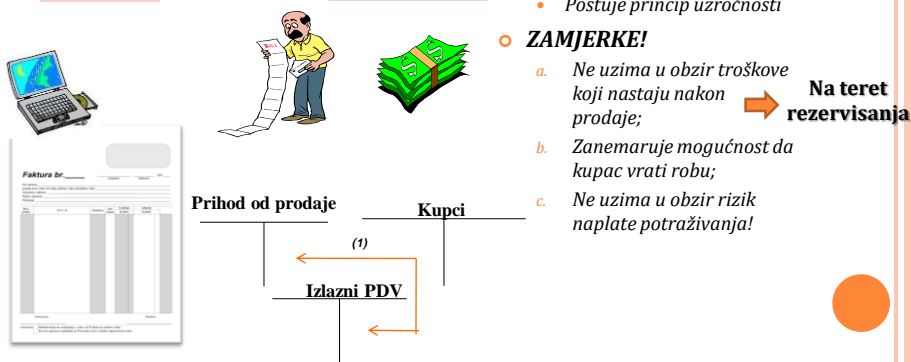 Poštuje princip uzročnosti
ZAMJERKE!
a. Ne uzima u obzir troškove
koji nastaju nakon
prodaje;
Na teret
rezervisanja
b. Zanemaruje mogućnost da
kupac vrati robu;
c. Ne uzima u obzir rizik
naplate potraživanja!
BILL
Faktura br.
Prihod od prodaje
Kupci
(1)
Izlazni PDV